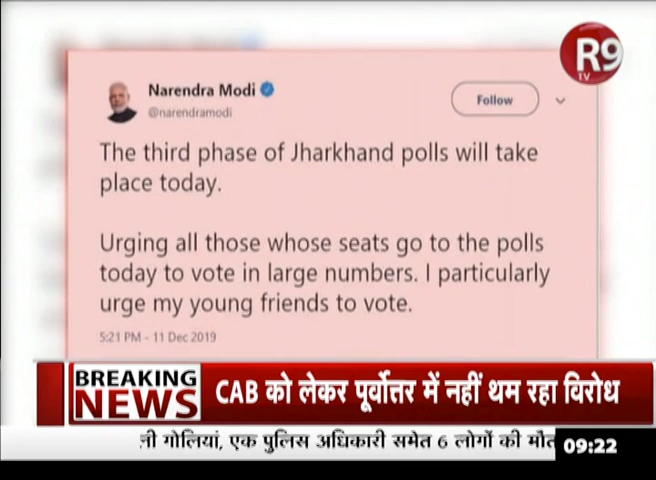 R9
TV
Narendra Modi
@narendramodi
Follow
The third phase of Jharkhand polls will take
place today.
Urging all those whose seats go to the polls
today to vote in large numbers. I particularly
urge my young friends to vote.
5:21 PM - 11 Dec 2019
BREAKING
NEWS
CAB को लेकर पूर्वोत्तर में नहीं थम रहा विरोध
गोलियां, एक पुलिस अधिकारी समेत 6 लोगों की मौत
09:22